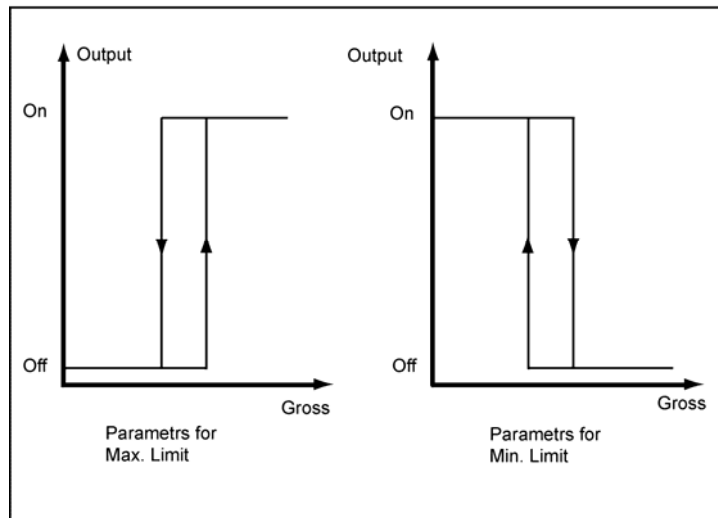 Output
On
Off
Gross
Parametrs for
Max. Limit
Output
On
Off
Gross
Parametrs for
Min. Limit